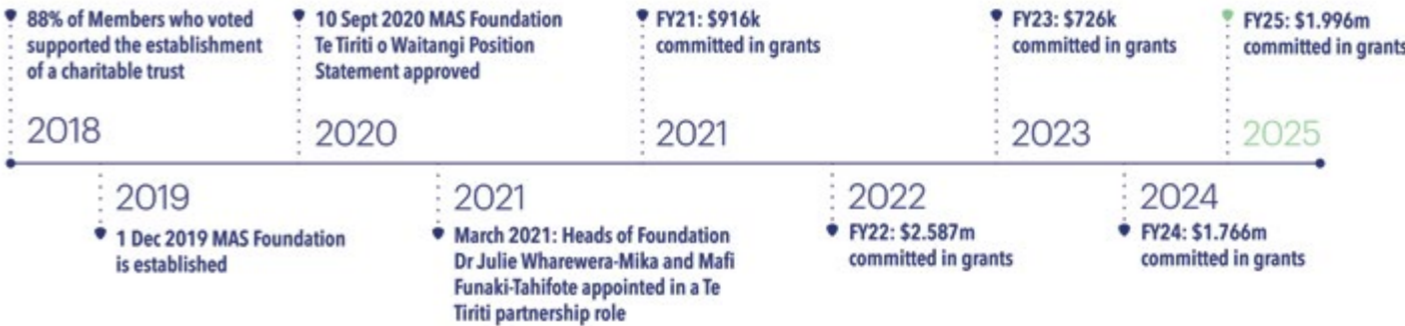 88% of Members who voted
supported the establishment
of a charitable trust
2018
2019
1 Dec 2019 MAS Foundation
is established
10 Sept 2020 MAS Foundation
Te Tiriti o Waitangi Position
Statement approved
2020
2021
March 2021: Heads of Foundation
Dr Julie Wharewera-Mika and Mafi
Funaki-Tahifote appointed in a Te
Tiriti partnership role
FY21: $916k
committed in grants
2021
2022
FY22: $2.587m
committed in grants
FY23: $726k
committed in grants
2023
2024
FY24: $1.766m
committed in grants
FY25: $1.996m
committed in grants
2025